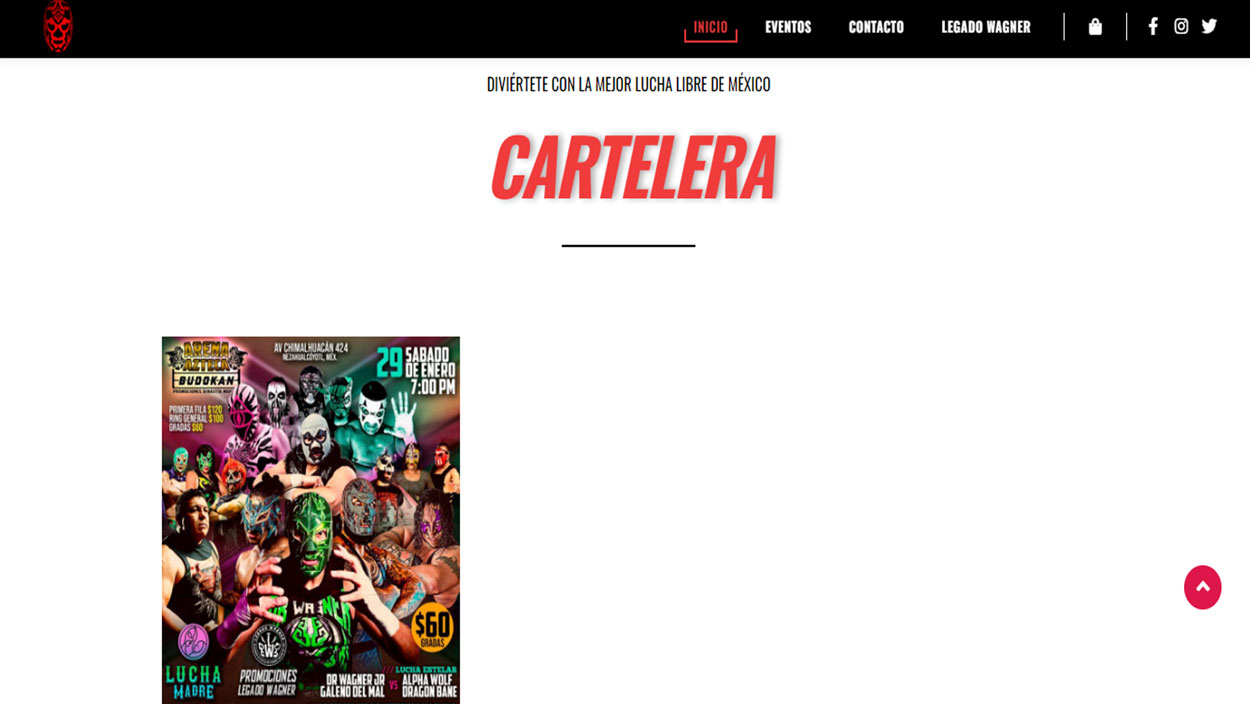 INICIO EVENTOS CONTACTO LEGADO WAGNER
DIVIÉRTETE CON LA MEJOR LUCHA LIBRE DE MÉXICO
CARTELERA
ARENA
AZTECA
BUDOKAN
AV CHIMALHUACÁN 424
NEZAHUALCÓYOTL, MEX.
29 SABADO
DE ENERO
7:00 PM
PRIMERA FILA $120
RING GENERAL $100
GRADAS $60
WAGNER
$60
GRADAS
LUCHA
MADRE
PROMOCIONES
LEGADO WAGNER
LUCHA ESTELAR
DR WAGNER JR
GALENO DEL MAL
VS
ALPHA WOLF
DRAGON BANE